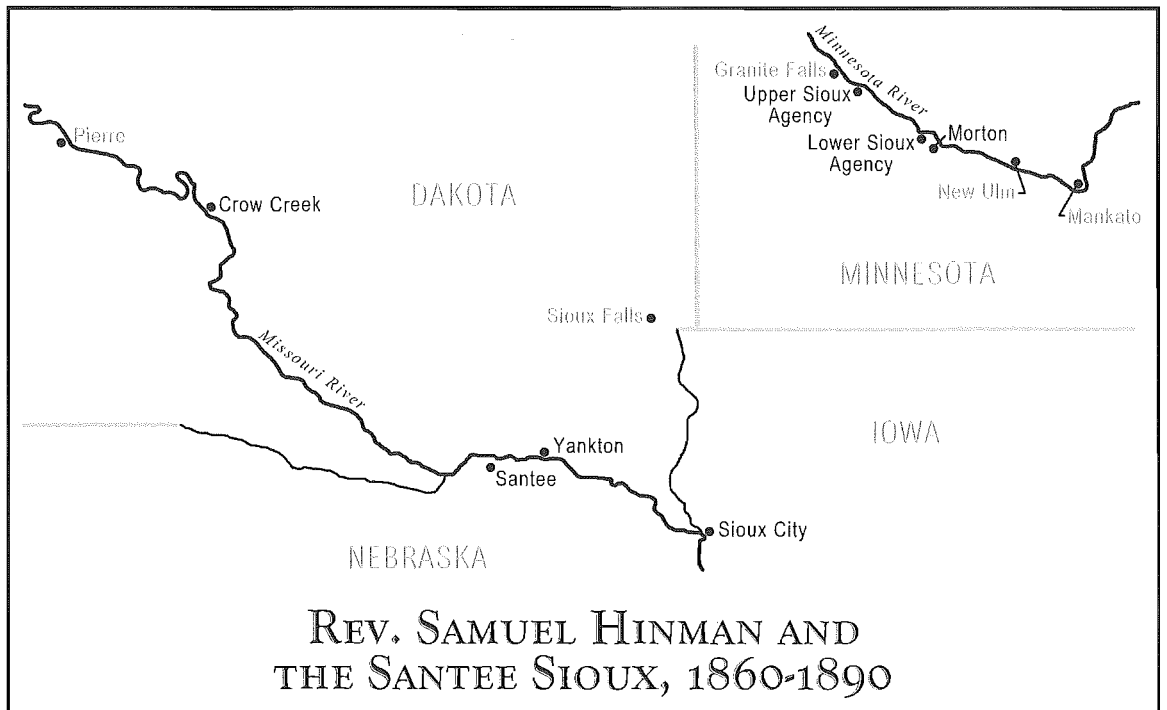 Minnesota River
Granite Falls
Upper Sioux
Agency
Lower Sioux
Agency
Morton
New Ulm
Mankato
Pierre
Crow Creek
DAKOTA
MINNESOTA
Sioux Falls
Missouri River
IOWA
Yankton
Santee
Sioux City
NEBRASKA
REV. SAMUEL HINMAN AND
THE SANTEE SIOUX, 1860-1890